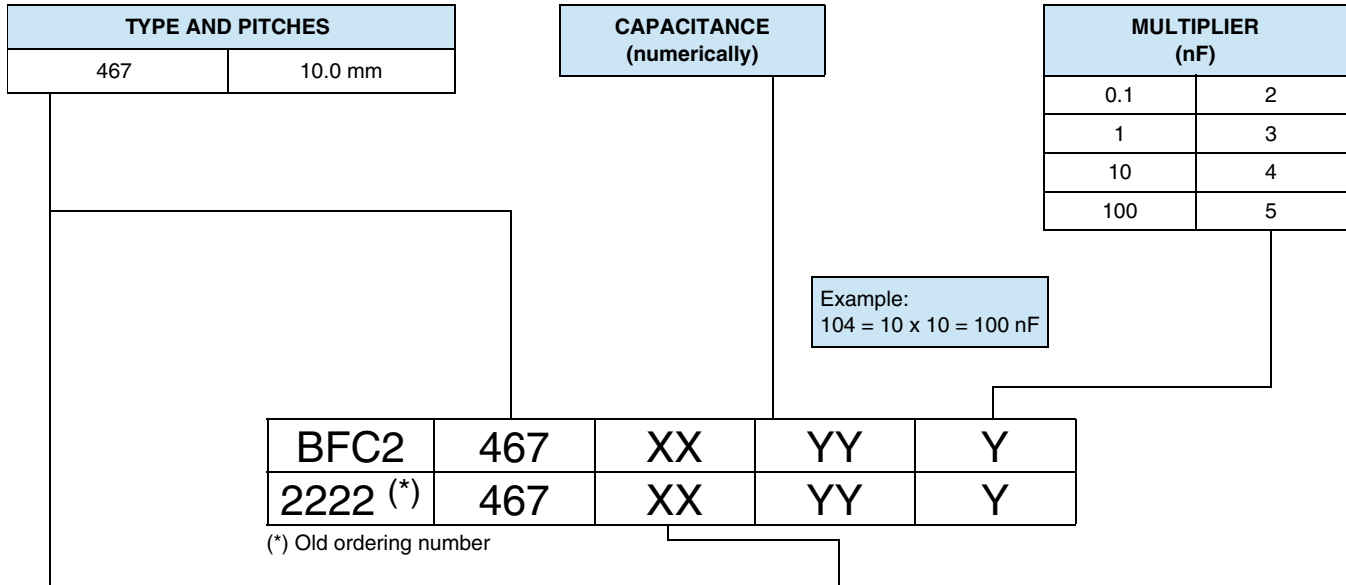 TYPE AND PITCHES
467 10.0 mm
CAPACITANCE
(numerically)
MULTIPLIER
(nF)
0.1 2
1 3
10 4
100 5
Example:
104 = 10 x 10 = 100 nF
BFC2 467 XX YY Y
2222 (*) 467 XX YY Y
(*) Old ordering number